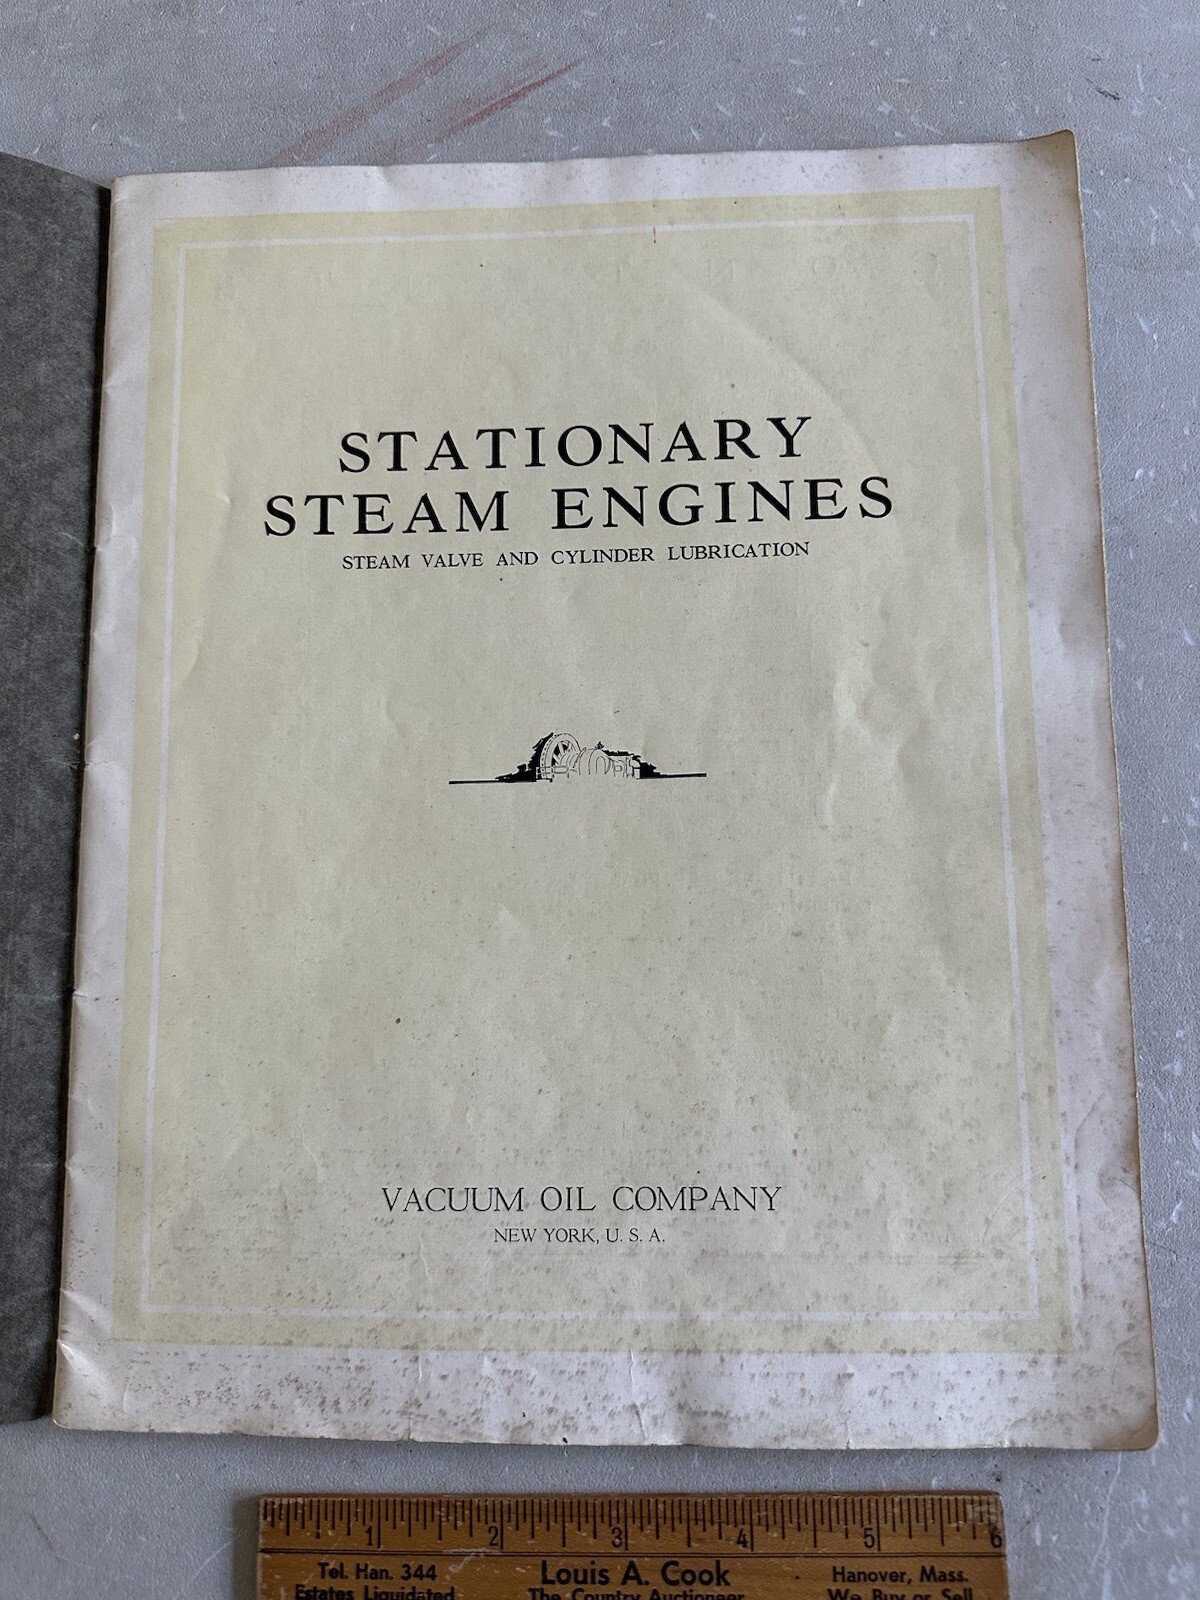 STATIONARY
STEAM ENGINES
STEAM VALVE AND CYLINDER LUBRICATION
VACUUM OIL COMPANY
NEW YORK, U. S. A.
1 2 3 4 5 6
Tel. Han. 344 Louis A. Cook Hanover, Mass.
Estates Liquidated The Country Auctioneer We Buy or Sell